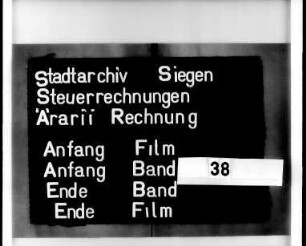 Stadtarchiv Siegen
Steuerrechnungen
Ärarii Rechnung
Anfang Film
Anfang Band 38
Ende Band
Ende Film